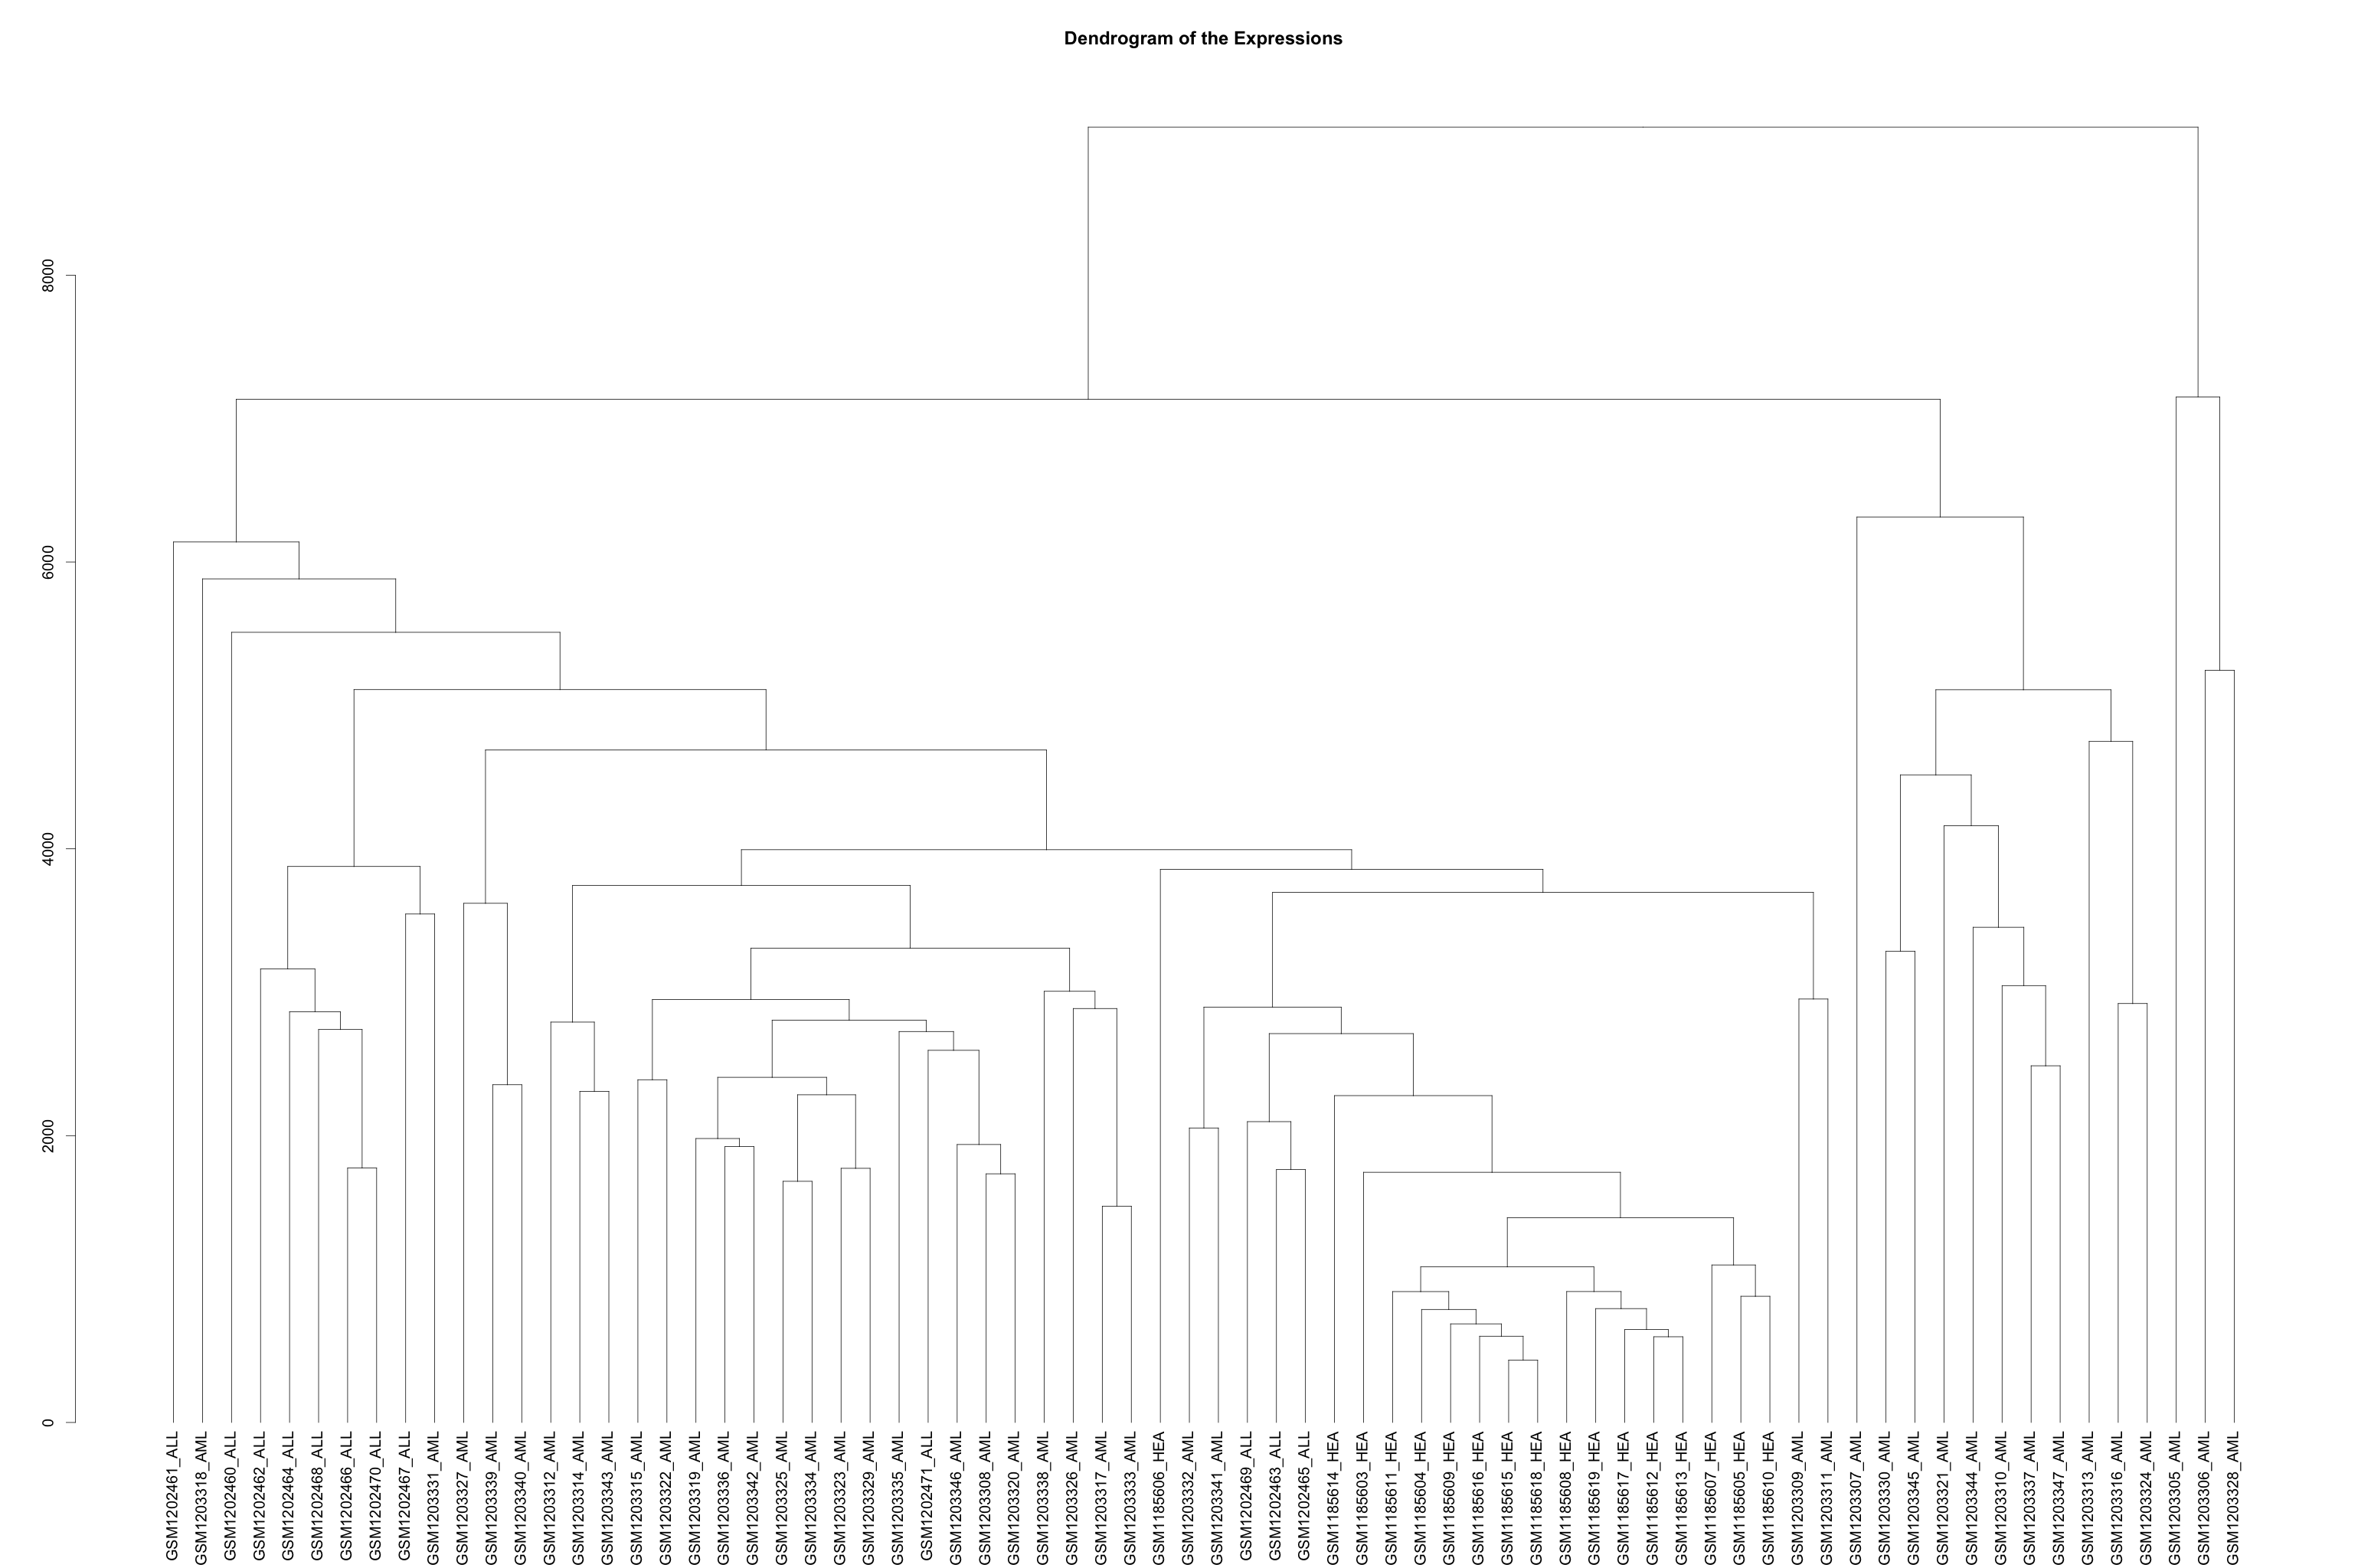 Dendrogram of the Expressions
8000
6000
4000
2000
0
GSM1202461_ALL
GSM1203318_AML
GSM1202460_ALL
GSM1202462_ALL
GSM1202464_ALL
GSM1202468_ALL
GSM1202466_ALL
GSM1202470_ALL
GSM1202467_ALL
GSM1203331_AML
GSM1203327_AML
GSM1203339_AML
GSM1203340_AML
GSM1203312_AML
GSM1203314_AML
GSM1203343_AML
GSM1203315_AML
GSM1203322_AML
GSM1203319_AML
GSM1203336_AML
GSM1203342_AML
GSM1203325_AML
GSM1203334_AML
GSM1203323_AML
GSM1203329_AML
GSM1203335_AML
GSM1202471_ALL
GSM1203346_AML
GSM1203308_AML
GSM1203320_AML
GSM1203338_AML
GSM1203326_AML
GSM1203317_AML
GSM1203333_AML
GSM1185606_HEA
GSM1203332_AML
GSM1203341_AML
GSM1202469_ALL
GSM1202463_ALL
GSM1202465_ALL
GSM1185614_HEA
GSM1185603_HEA
GSM1185611_HEA
GSM1185604_HEA
GSM1185609_HEA
GSM1185616_HEA
GSM1185615_HEA
GSM1185618_HEA
GSM1185608_HEA
GSM1185619_HEA
GSM1185617_HEA
GSM1185612_HEA
GSM1185613_HEA
GSM1185607_HEA
GSM1185605_HEA
GSM1185610_HEA
GSM1203309_AML
GSM1203311_AML
GSM1203307_AML
GSM1203330_AML
GSM1203345_AML
GSM1203321_AML
GSM1203344_AML
GSM1203310_AML
GSM1203337_AML
GSM1203347_AML
GSM1203313_AML
GSM1203316_AML
GSM1203324_AML
GSM1203305_AML
GSM1203306_AML
GSM1203328_AML